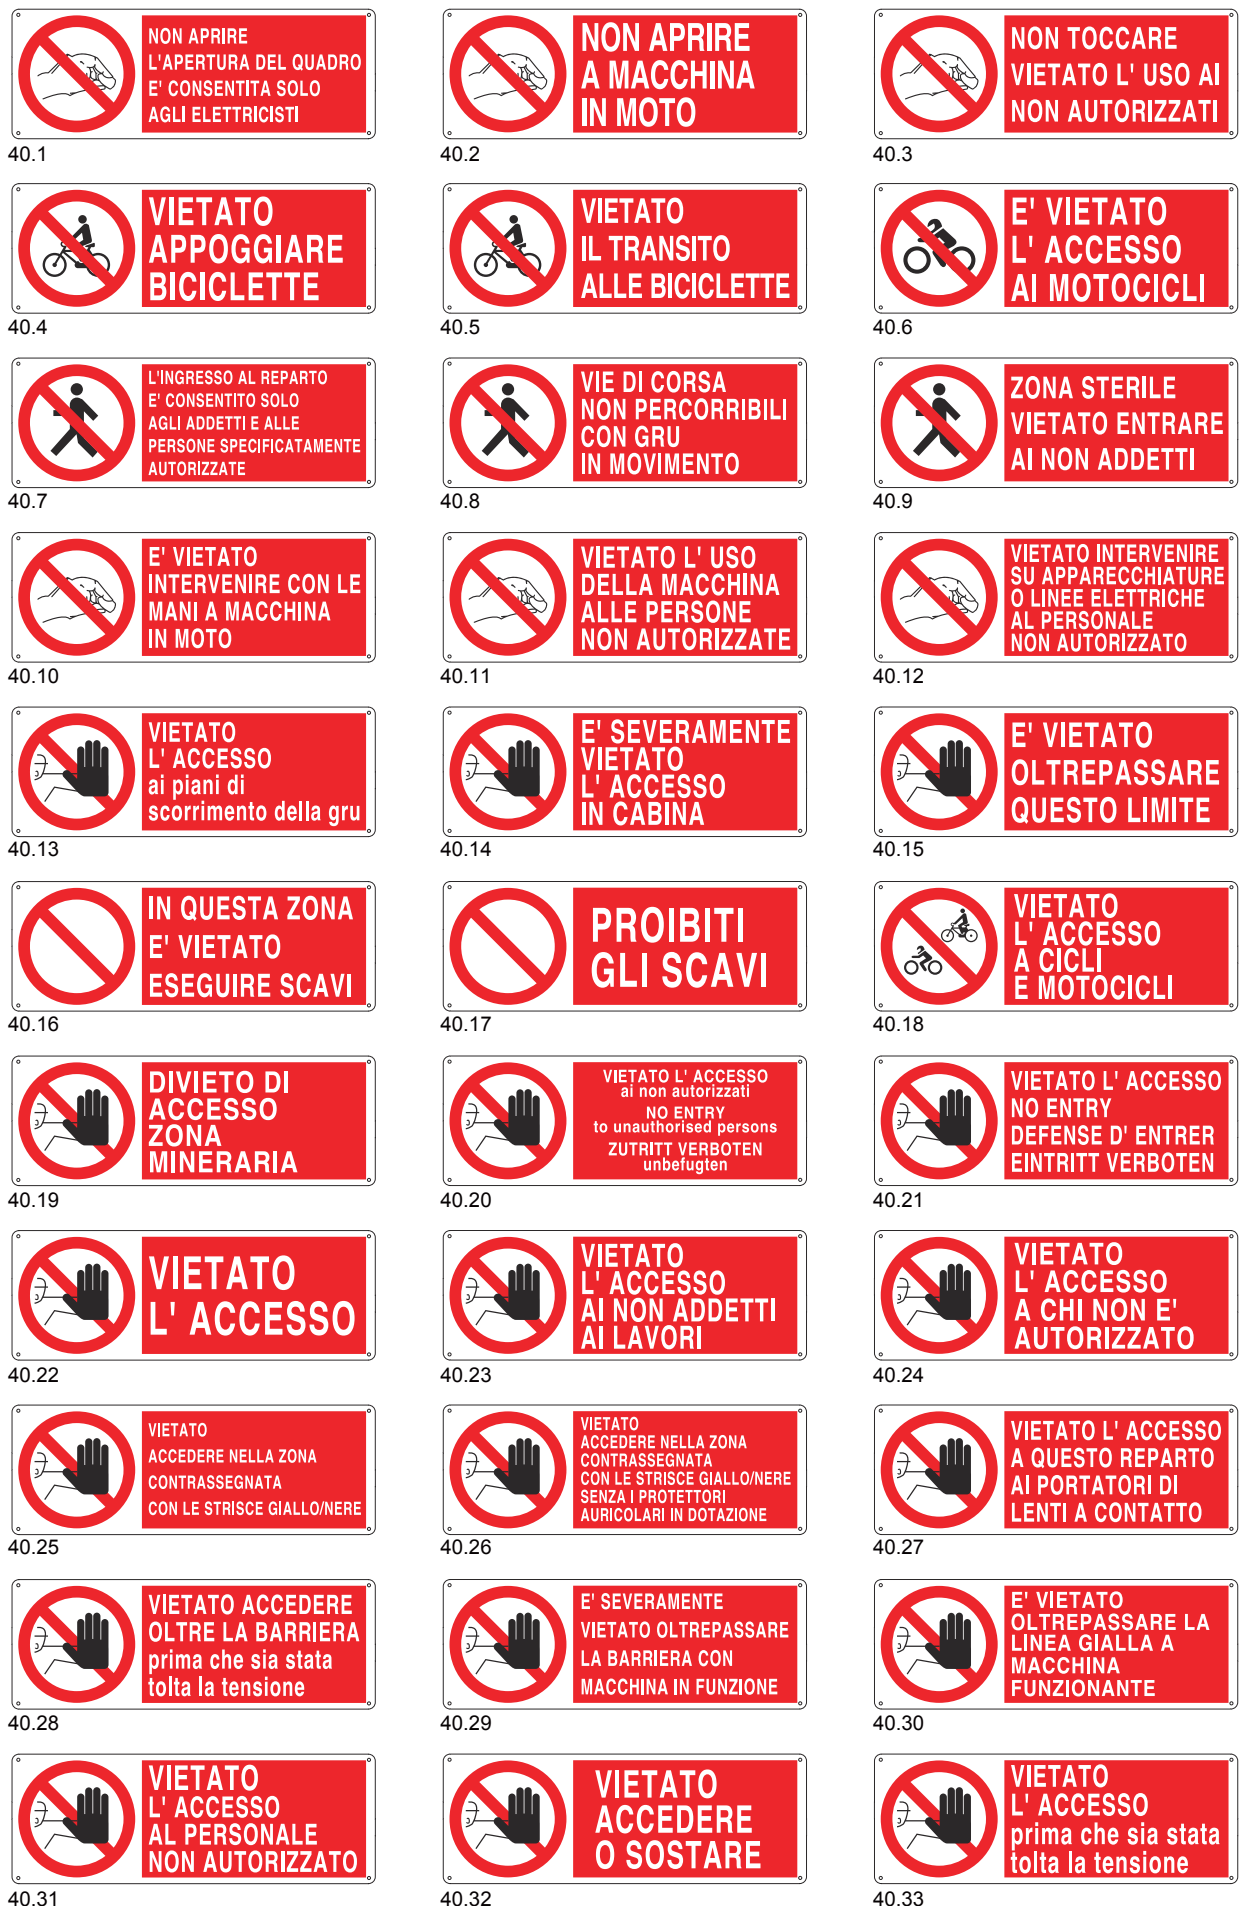 NON APRIRE
L'APERTURA DEL QUADRO
E' CONSENTITA SOLO
AGLI ELETTRICISTI
40.1
NON APRIRE
A MACCHINA
IN MOTO
40.2
NON TOCCARE
VIETATO L' USO AI
NON AUTORIZZATI
40.3
VIETATO
APPOGGIARE
BICICLETTE
40.4
VIETATO
IL TRANSITO
ALLE BICICLETTE
40.5
E' VIETATO
L' ACCESSO
AI MOTOCICLI
40.6
L'INGRESSO AL REPARTO
E' CONSENTITO SOLO
AGLI ADDETTI E ALLE
PERSONE SPECIFICATAMENTE
AUTORIZZATE
40.7
VIE DI CORSA
NON PERCORRIBILI
CON GRU
IN MOVIMENTO
40.8
ZONA STERILE
VIETATO ENTRARE
AI NON ADDETTI
40.9
E' VIETATO
INTERVENIRE CON LE
MANI A MACCHINA
IN MOTO
40.10
VIETATO L' USO
DELLA MACCHINA
ALLE PERSONE
NON AUTORIZZATE
40.11
VIETATO INTERVENIRE
SU APPARECCHIATURE
O LINEE ELETTRICHE
AL PERSONALE
NON AUTORIZZATO
40.12
VIETATO
L' ACCESSO
ai piani di
scorrimento della gru
40.13
E' SEVERAMENTE
VIETATO
L' ACCESSO
IN CABINA
40.14
E' VIETATO
OLTREPASSARE
QUESTO LIMITE
40.15
IN QUESTA ZONA
E' VIETATO
ESEGUIRE SCAVI
40.16
PROIBITI
GLI SCAVI
40.17
VIETATO
L' ACCESSO
A CICLI
E MOTOCICLI
40.18
DIVIETO DI
ACCESSO
ZONA
MINERARIA
40.19
VIETATO L' ACCESSO
ai non autorizzati
NO ENTRY
to unauthorised persons
ZUTRITT VERBOTEN
unbefugten
40.20
VIETATO L' ACCESSO
NO ENTRY
DEFENSE D' ENTRER
EINTRITT VERBOTEN
40.21
VIETATO
L' ACCESSO
40.22
VIETATO
L' ACCESSO
AI NON ADDETTI
AI LAVORI
40.23
VIETATO
L' ACCESSO
A CHI NON E'
AUTORIZZATO
40.24
VIETATO
ACCEDERE NELLA ZONA
CONTRASSEGNATA
CON LE STRISCE GIALLO/NERE
40.25
VIETATO
ACCEDERE NELLA ZONA
CONTRASSEGNATA
CON LE STRISCE GIALLO/NERE
SENZA I PROTETTORI
AURICOLARI IN DOTAZIONE
40.26
VIETATO L' ACCESSO
A QUESTO REPARTO
AI PORTATORI DI
LENTI A CONTATTO
40.27
VIETATO ACCEDERE
OLTRE LA BARRIERA
prima che sia stata
tolta la tensione
40.28
E' SEVERAMENTE
VIETATO OLTREPASSARE
LA BARRIERA CON
MACCHINA IN FUNZIONE
40.29
E' VIETATO
OLTREPASSARE LA
LINEA GIALLA A
MACCHINA
FUNZIONANTE
40.30
VIETATO
L' ACCESSO
AL PERSONALE
NON AUTORIZZATO
40.31
VIETATO
ACCEDERE
O SOSTARE
40.32
VIETATO
L' ACCESSO
prima che sia stata
tolta la tensione
40.33